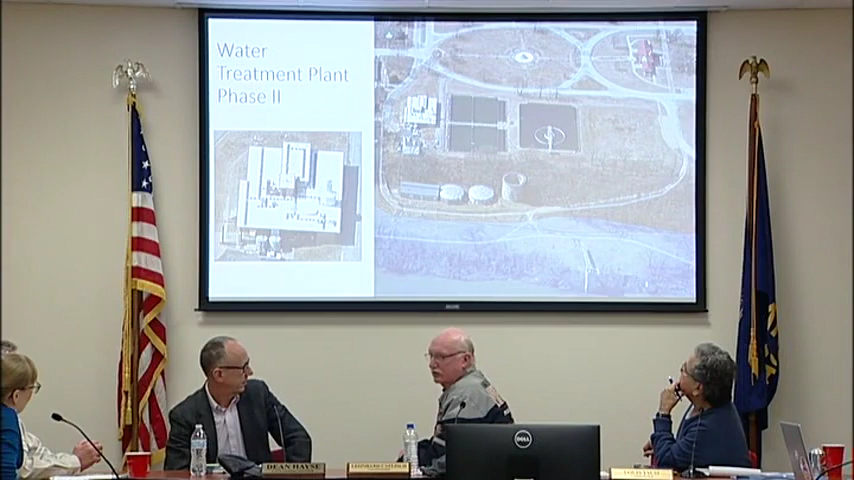 Water
Treatment Plant
Phase II
DELL
DEAN HAYSE